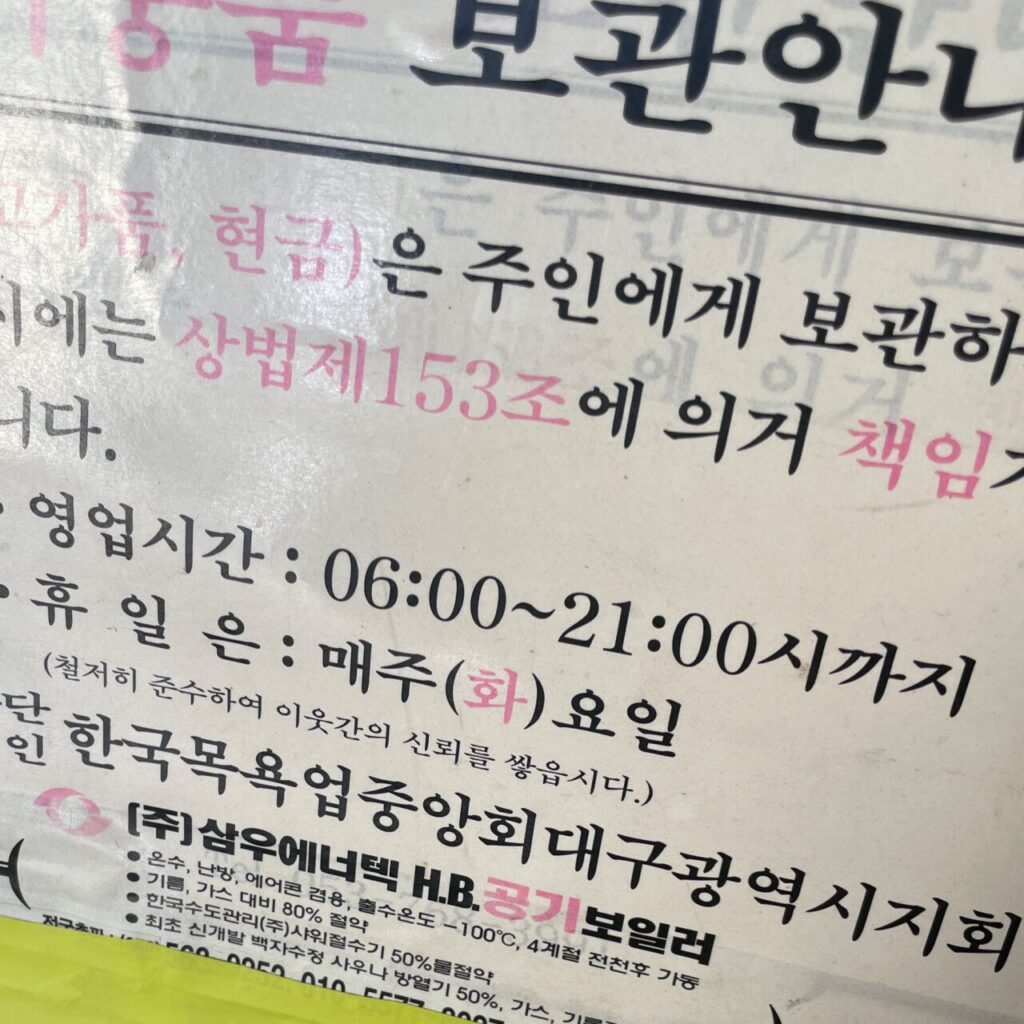 보관안
고가품, 현금)은 주인에게 보관하
시에는 상법제153조에 의거 책임
니다.
· 영업시간 : 06:00~21:00시까지
· 휴 일 은 : 매주(화)요일
(철저히 준수하여 이웃간의 신뢰를 쌓읍시다.)
단
인 한국목욕업중앙회대구광역시지회
(주)삼우에너텍 H.B.공기보일러
● 온수, 난방, 에어콘 겸용, 출수온도 -100℃, 4계절 전천후 가동
● 기름, 가스 대비 80% 절약
● 한국수도관리(주)샤워절수기 50%물절약
● 최초 신개발 백자수정 사우나 방열기 50%, 가스,